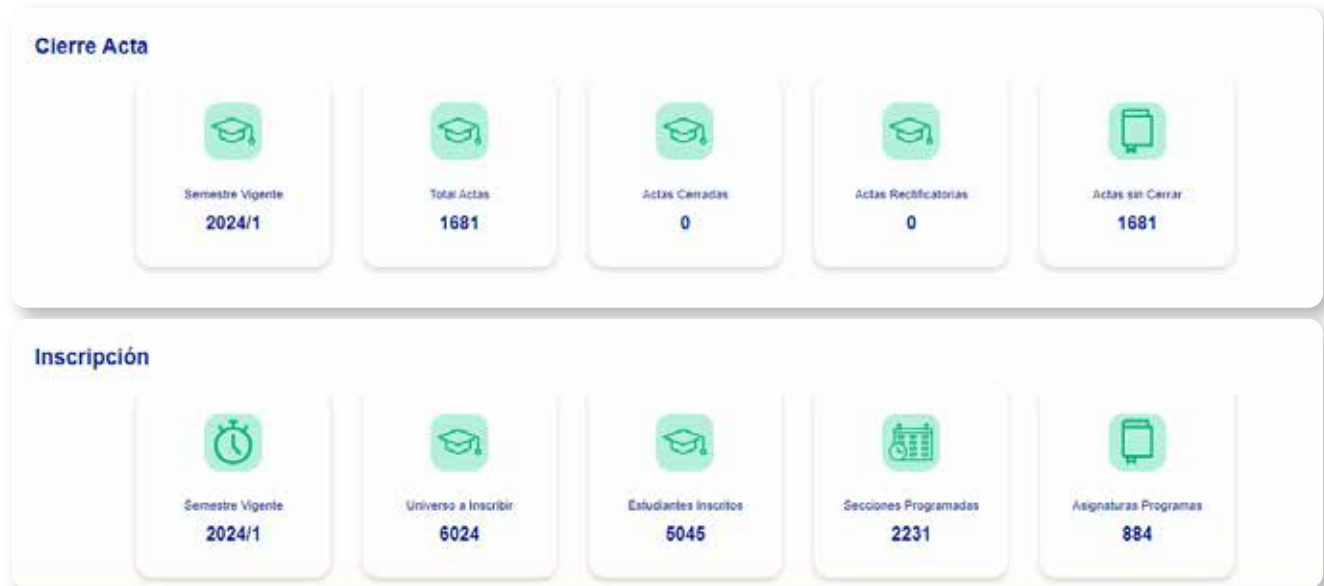 Cierre Acta
Semestre Vigente
2024/1
Total Actas
1681
Actas Cerradas
0
Actas Rectificatorias
0
Actas sin Cerrar
1681
Inscripción
Semestre Vigente
2024/1
Universo a Inscribir
6024
Estudiantes Inscritos
5045
Secciones Programadas
2231
Asignaturas Programas
884